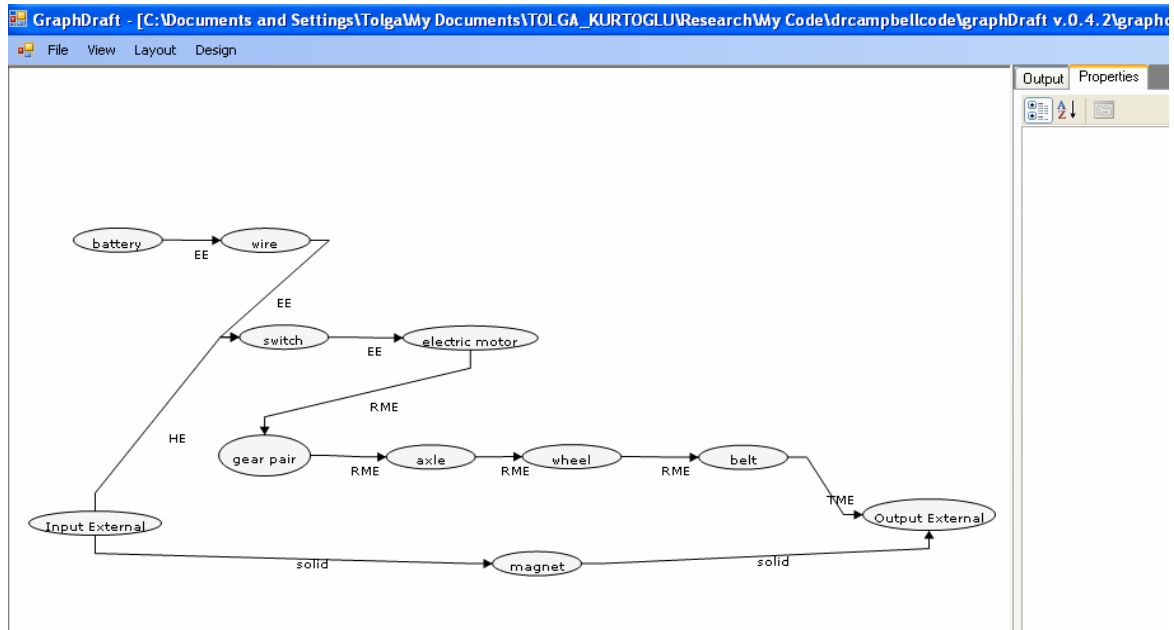 GraphDraft - [C:\Documents and Settings\Tolga\My Documents\TOLGA_KURTOGLU\Research\My Code\drcampbellcode\graphDraft v.0.4.2\graphd
File View Layout Design
Output Properties
battery
EE
wire
EE
switch
EE
electric motor
RME
HE
gear pair
RME
axle
RME
wheel
RME
belt
TME
Input External
Output External
solid
magnet
solid